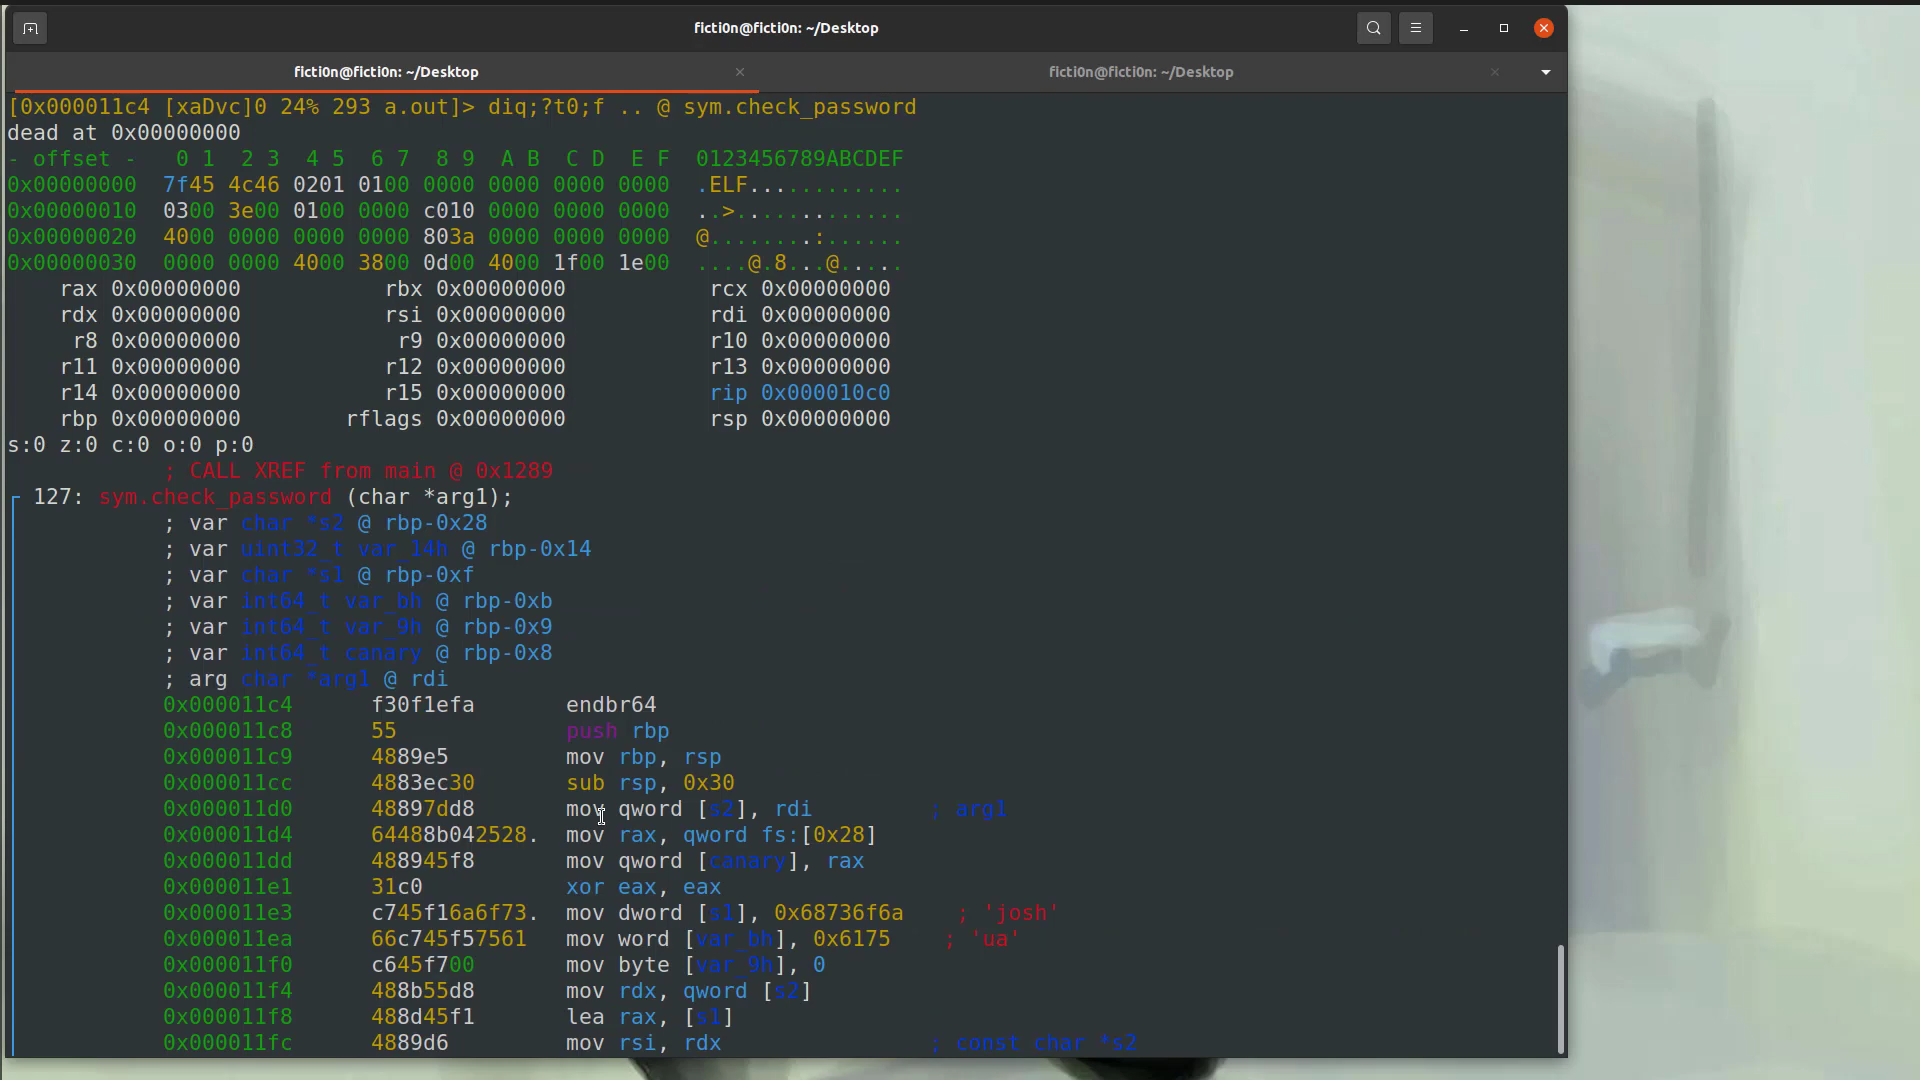 ficti0n@ficti0n: ~/Desktop
ficti0n@ficti0n: ~/Desktop
ficti0n@ficti0n: ~/Desktop
[0x000011c4 [xaDvc]0 24% 293 a.out]> diq;?t0;f .. @ sym.check_password
dead at 0x00000000
- offset -   0 1  2 3  4 5  6 7  8 9  A B  C D  E F  0123456789ABCDEF
0x00000000  7f45 4c46 0201 0100 0000 0000 0000 0000  .ELF............
0x00000010  0300 3e00 0100 0000 c010 0000 0000 0000  ..>.............
0x00000020  4000 0000 0000 0000 803a 0000 0000 0000  @........:......
0x00000030  0000 0000 4000 3800 0d00 4000 1f00 1e00  ....@.8...@.....
rax 0x00000000 rbx 0x00000000 rcx 0x00000000
rdx 0x00000000 rsi 0x00000000 rdi 0x00000000
r8 0x00000000 r9 0x00000000 r10 0x00000000
r11 0x00000000 r12 0x00000000 r13 0x00000000
r14 0x00000000 r15 0x00000000 rip 0x000010c0
rbp 0x00000000 rflags 0x00000000 rsp 0x00000000
s:0 z:0 c:0 o:0 p:0
; CALL XREF from main @ 0x1289
127: sym.check_password (char *arg1);
; var char *s2 @ rbp-0x28
; var uint32_t var_14h @ rbp-0x14
; var char *s1 @ rbp-0xf
; var int64_t var_bh @ rbp-0xb
; var int64_t var_9h @ rbp-0x9
; var int64_t canary @ rbp-0x8
; arg char *arg1 @ rdi
0x000011c4 f30f1efa endbr64
0x000011c8 55 push rbp
0x000011c9 4889e5 mov rbp, rsp
0x000011cc 4883ec30 sub rsp, 0x30
0x000011d0 48897dd8 mov qword [s2], rdi ; arg1
0x000011d4 64488b042528. mov rax, qword fs:[0x28]
0x000011dd 488945f8 mov qword [canary], rax
0x000011e1 31c0 xor eax, eax
0x000011e3 c745f16a6f73. mov dword [s1], 0x68736f6a ; 'josh'
0x000011ea 66c745f57561 mov word [var_bh], 0x6175 ; 'ua'
0x000011f0 c645f700 mov byte [var_9h], 0
0x000011f4 488b55d8 mov rdx, qword [s2]
0x000011f8 488d45f1 lea rax, [s1]
0x000011fc 4889d6 mov rsi, rdx ; const char *s2